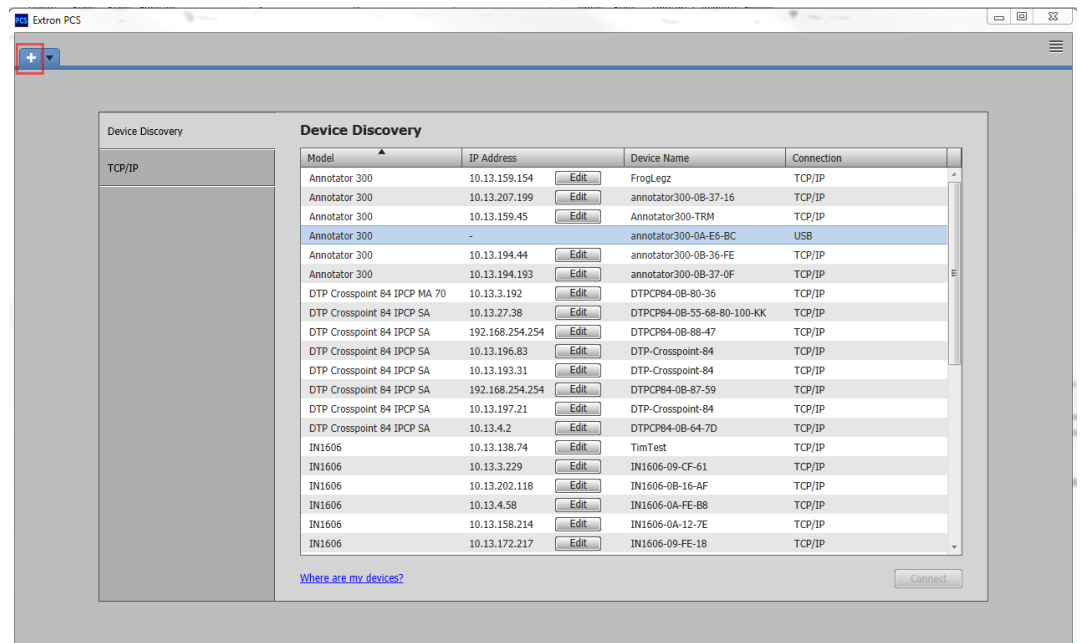 PCS Extron PCS
+
Device Discovery
TCP/IP
Device Discovery
Model IP Address Device Name Connection
Annotator 300 10.13.159.154 Edit FrogLegz TCP/IP
Annotator 300 10.13.207.199 Edit annotator300-0B-37-16 TCP/IP
Annotator 300 10.13.159.45 Edit Annotator300-TRM TCP/IP
Annotator 300 - annotator300-0A-E6-BC USB
Annotator 300 10.13.194.44 Edit annotator300-0B-36-FE TCP/IP
Annotator 300 10.13.194.193 Edit annotator300-0B-37-0F TCP/IP
DTP Crosspoint 84 IPCP MA 70 10.13.3.192 Edit DTPCP84-0B-80-36 TCP/IP
DTP Crosspoint 84 IPCP SA 10.13.27.38 Edit DTPCP84-0B-55-68-80-100-KK TCP/IP
DTP Crosspoint 84 IPCP SA 192.168.254.254 Edit DTPCP84-0B-88-47 TCP/IP
DTP Crosspoint 84 IPCP SA 10.13.196.83 Edit DTP-Crosspoint-84 TCP/IP
DTP Crosspoint 84 IPCP SA 10.13.193.31 Edit DTP-Crosspoint-84 TCP/IP
DTP Crosspoint 84 IPCP SA 192.168.254.254 Edit DTPCP84-0B-87-59 TCP/IP
DTP Crosspoint 84 IPCP SA 10.13.197.21 Edit DTP-Crosspoint-84 TCP/IP
DTP Crosspoint 84 IPCP SA 10.13.4.2 Edit DTPCP84-0B-64-7D TCP/IP
IN1606 10.13.138.74 Edit TimTest TCP/IP
IN1606 10.13.3.229 Edit IN1606-09-CF-61 TCP/IP
IN1606 10.13.202.118 Edit IN1606-0B-16-AF TCP/IP
IN1606 10.13.4.58 Edit IN1606-0A-FE-B8 TCP/IP
IN1606 10.13.158.214 Edit IN1606-0A-12-7E TCP/IP
IN1606 10.13.172.217 Edit IN1606-09-FE-18 TCP/IP
Where are my devices? Connect